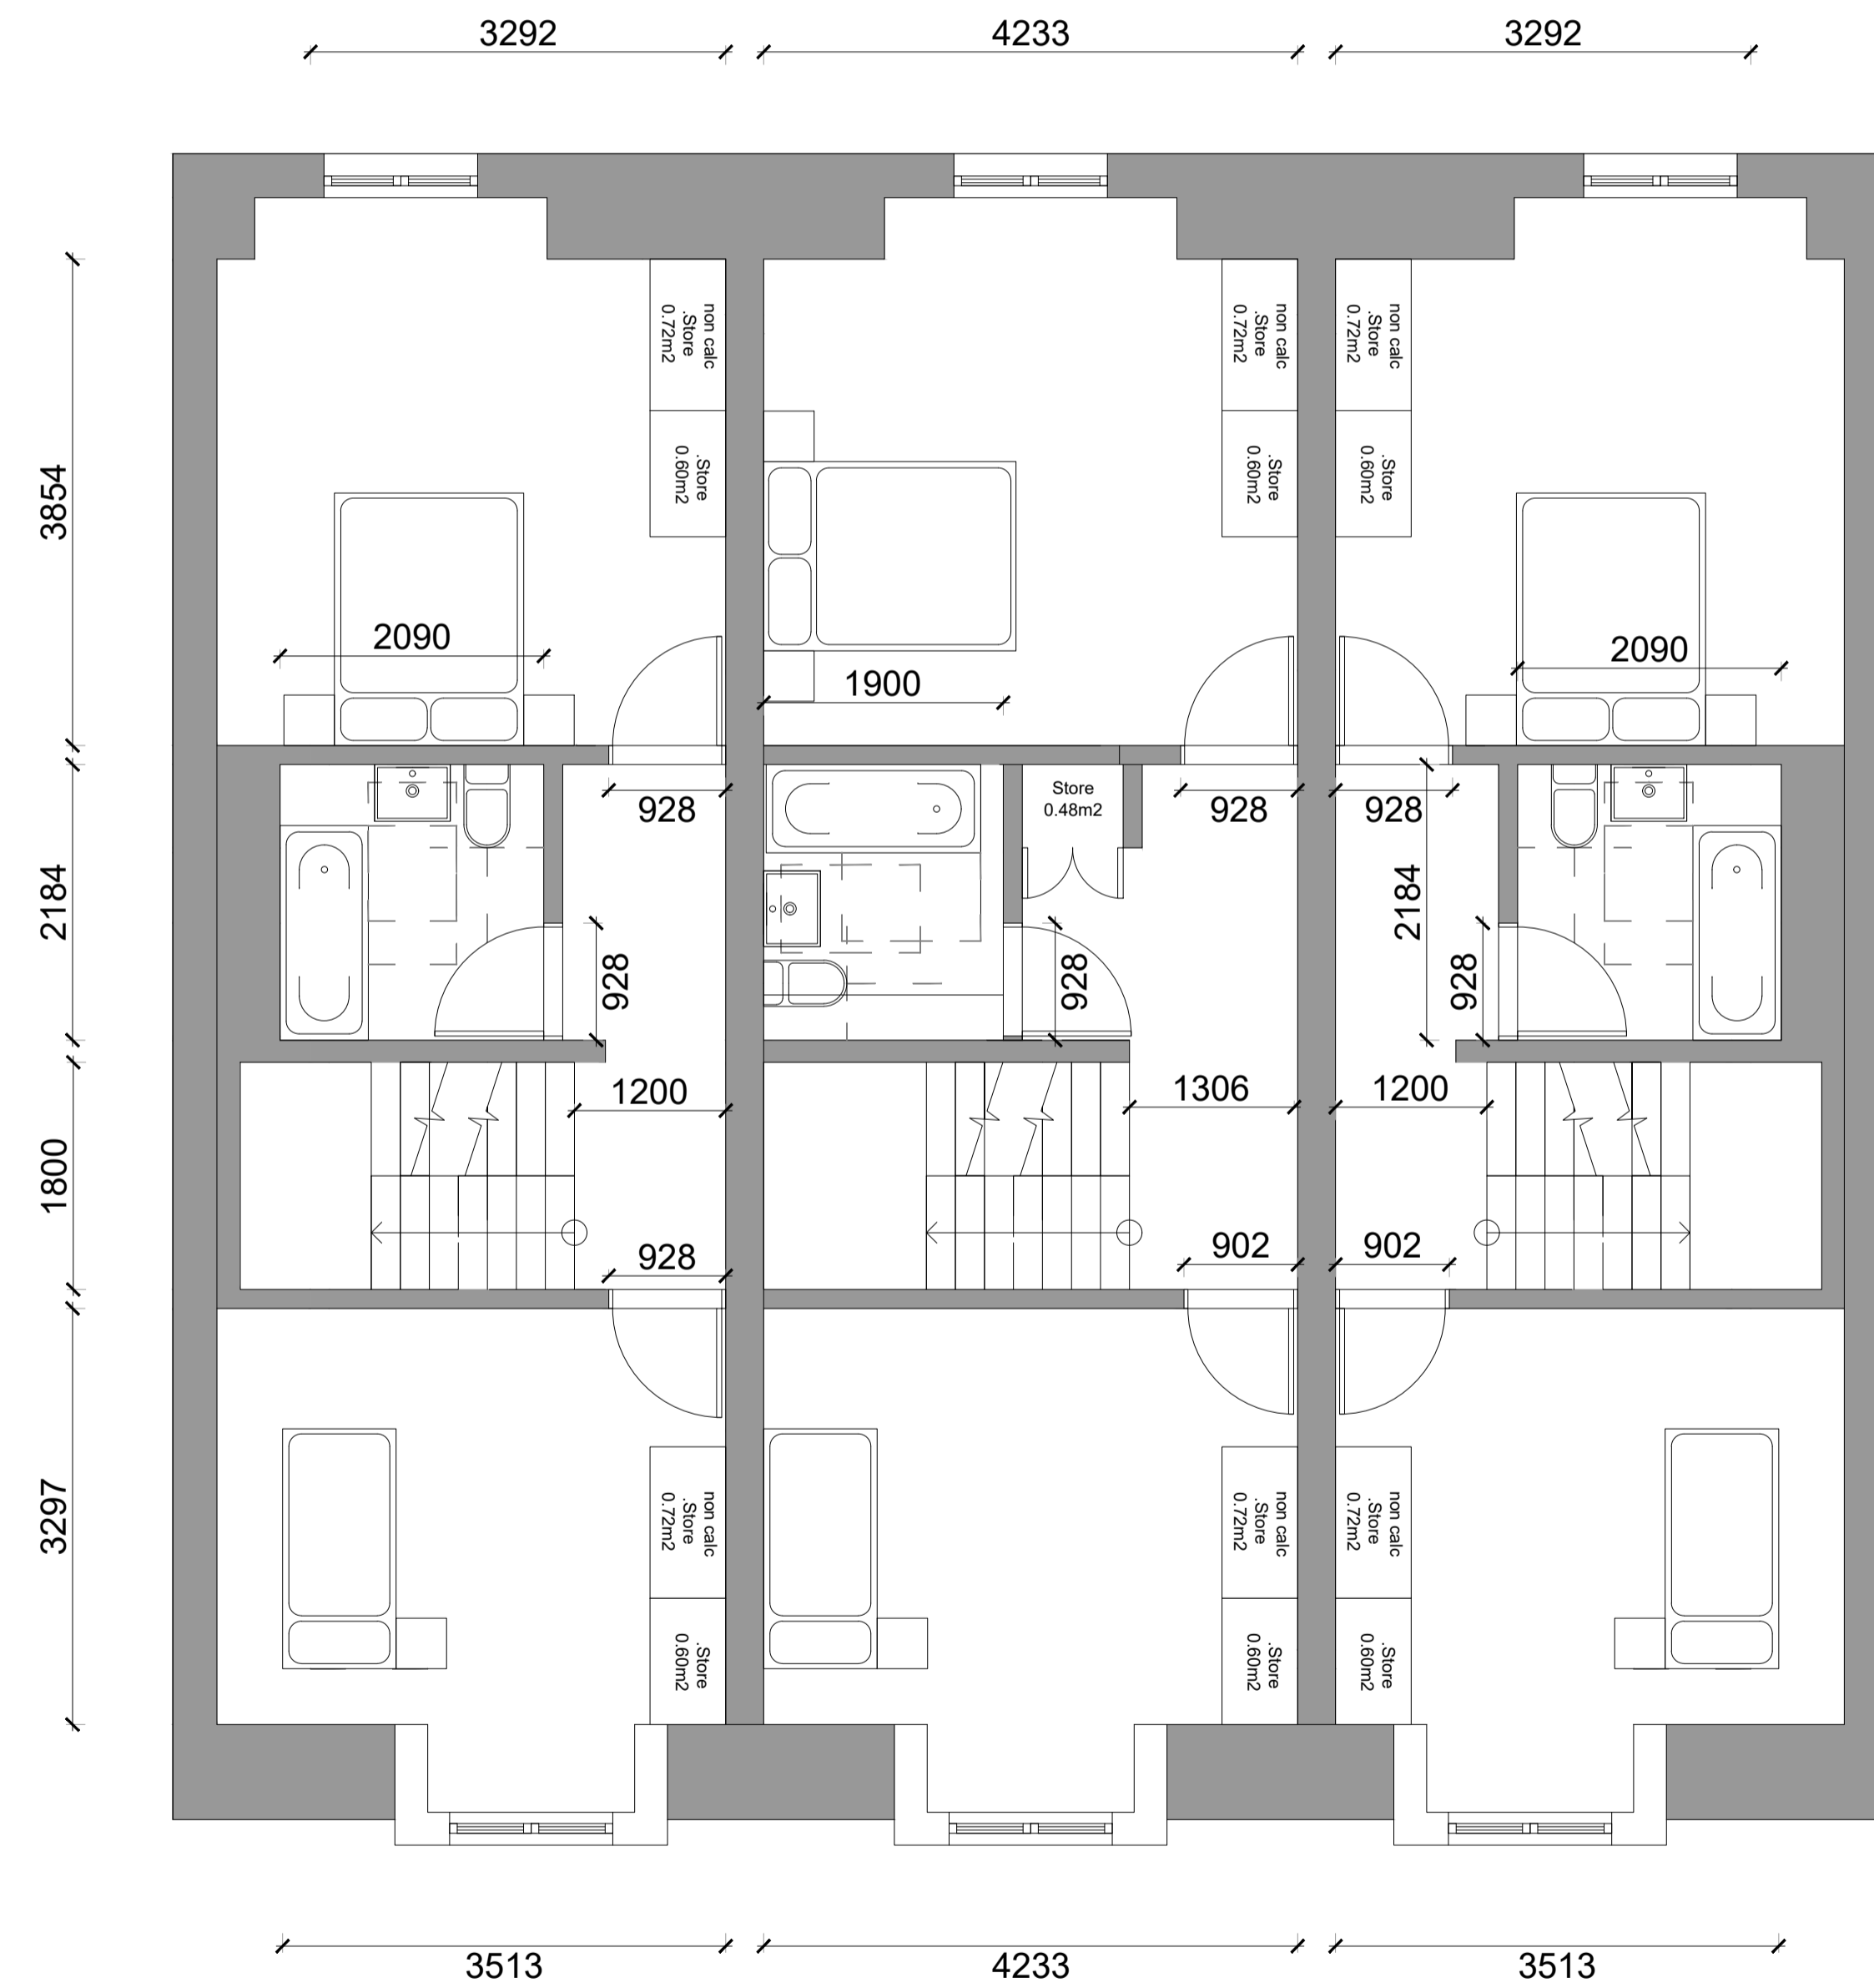 3292
4233
3292
non calc
.Store
0.72m2
non calc
.Store
0.72m2
non calc
.Store
0.72m2
3854
.Store
0.60m2
.Store
0.60m2
.Store
0.60m2
2090
1900
2090
928
Store
0.48m2
928
928
2184
2184
928
928
928
1200
1306
1200
1800
928
902
902
3297
non calc
.Store
0.72m2
non calc
.Store
0.72m2
non calc
.Store
0.72m2
.Store
0.60m2
.Store
0.60m2
.Store
0.60m2
3513
4233
3513